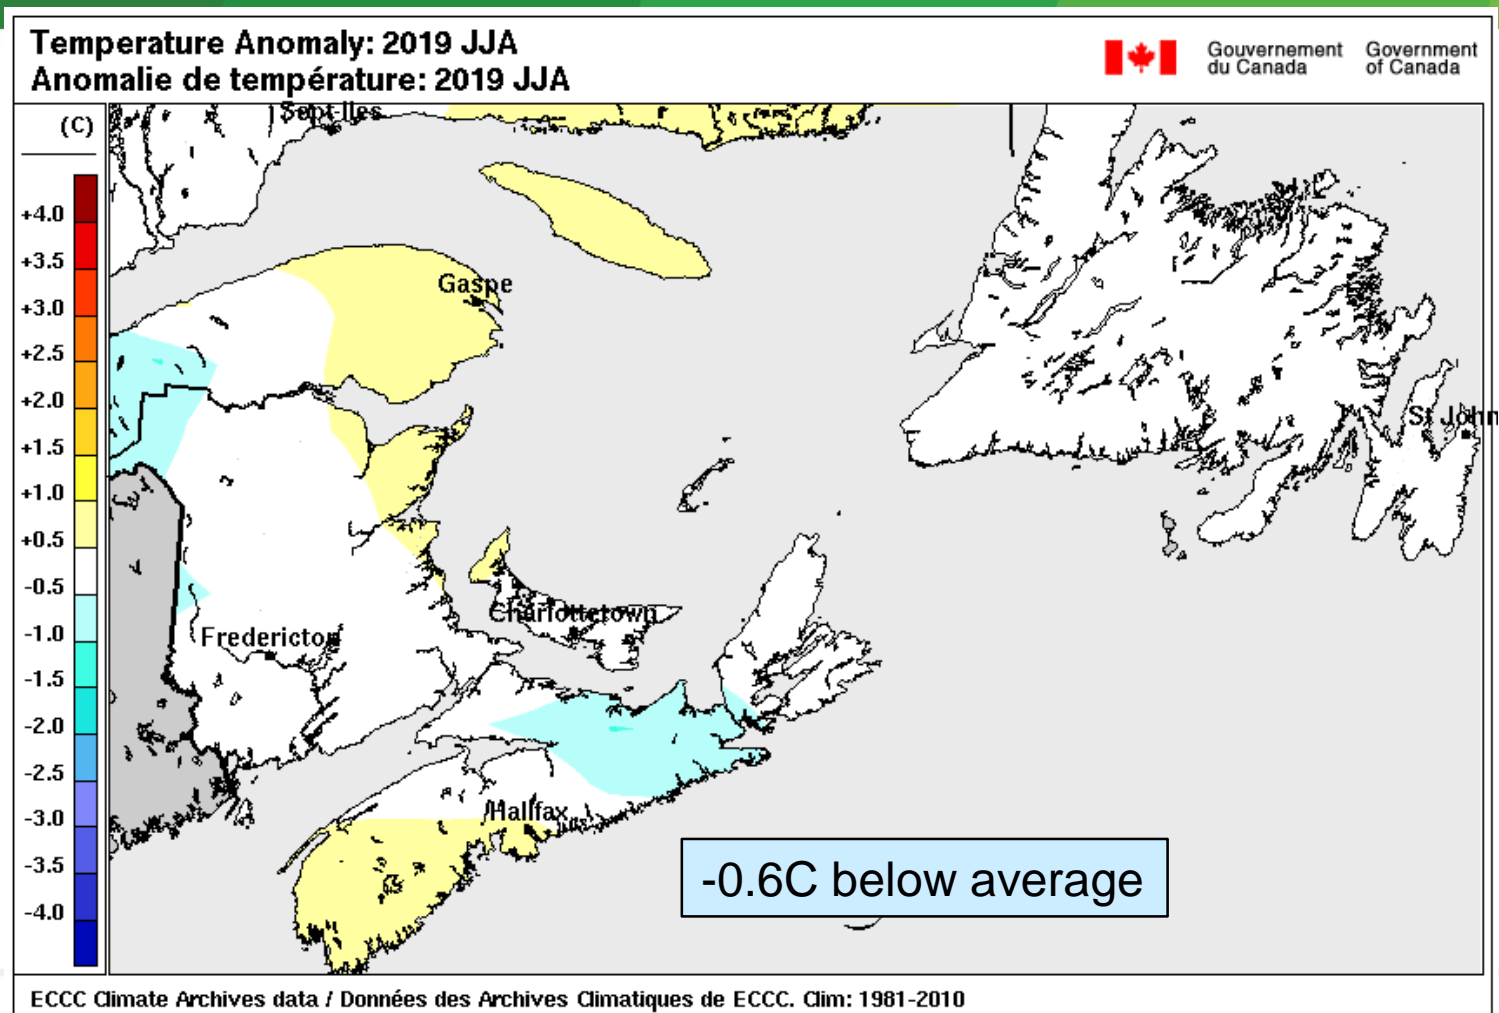 Temperature Anomaly: 2019 JJA
Anomalie de température: 2019 JJA
Gouvernement du Canada
Government of Canada
(C)
+4.0
+3.5
+3.0
+2.5
+2.0
+1.5
+1.0
+0.5
-0.5
-1.0
-1.5
-2.0
-2.5
-3.0
-3.5
-4.0
Sept-Iles
Gaspe
St John
Charlottetown
Fredericton
Halifax
-0.6C below average
ECCC Climate Archives data / Données des Archives Climatiques de ECCC. Clim: 1981-2010